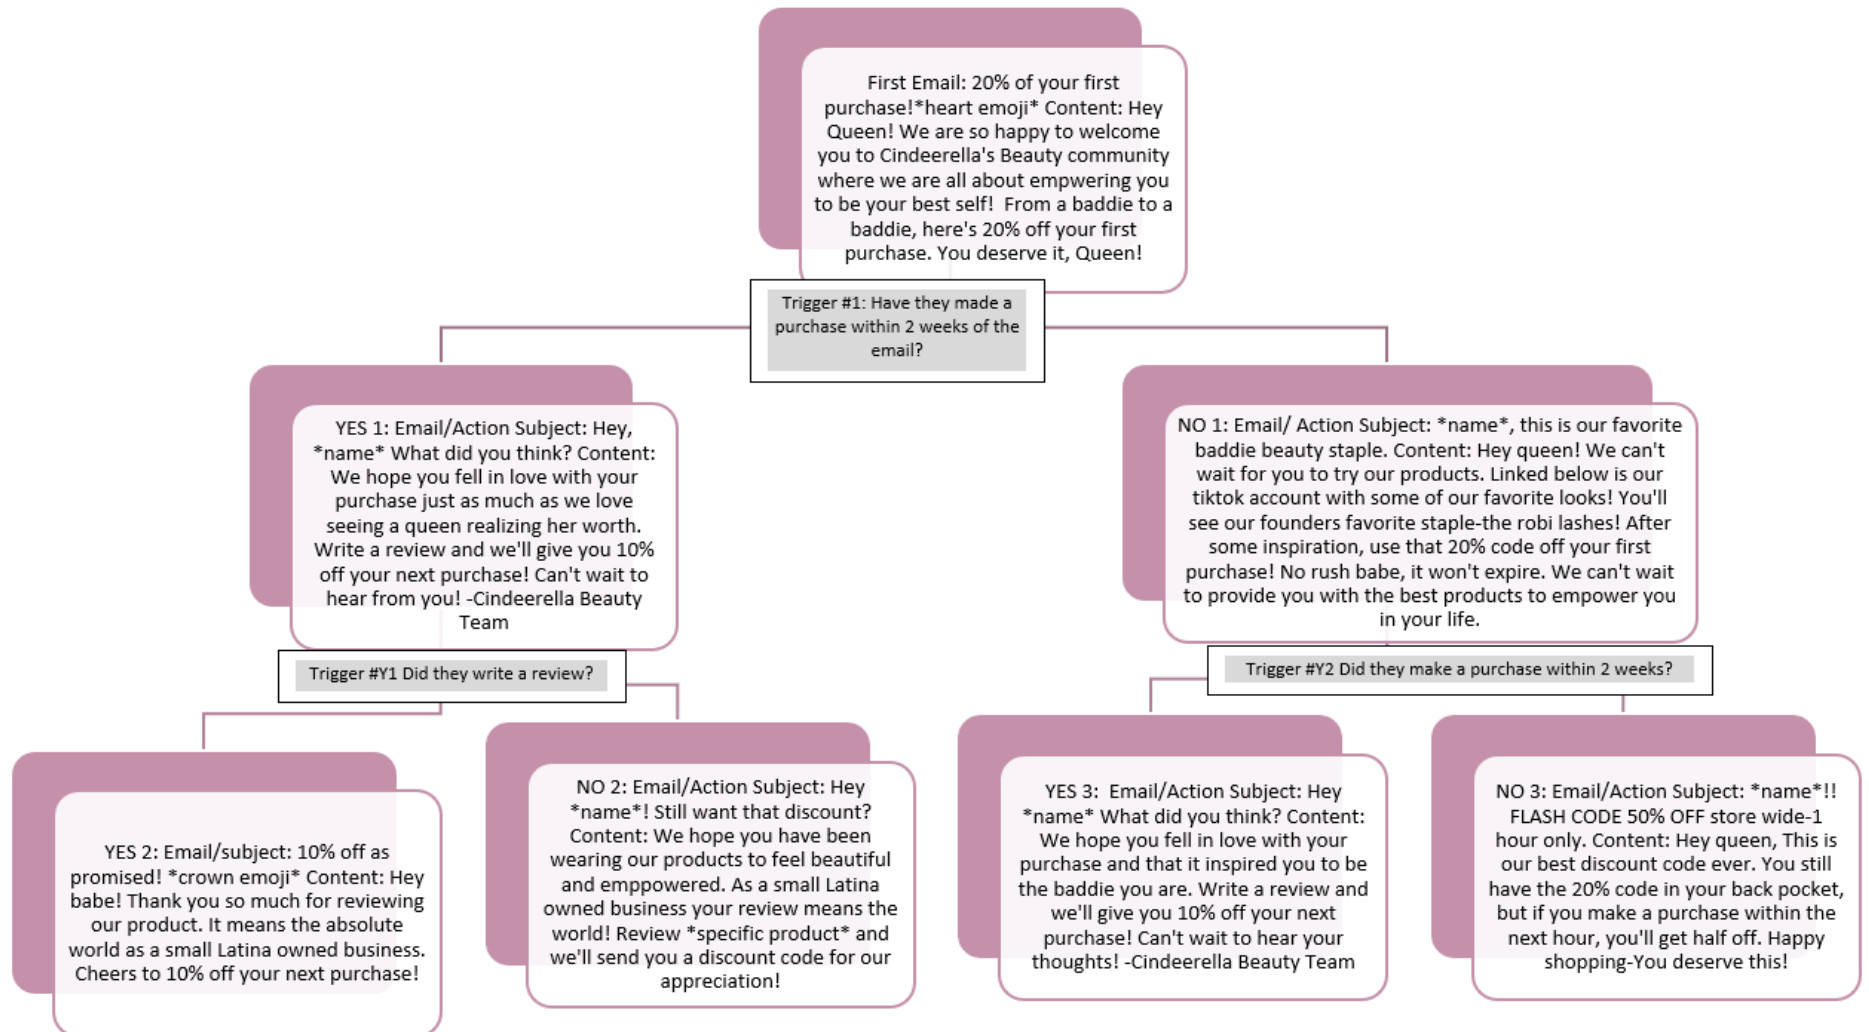 First Email: 20% of your first
purchase!*heart emoji* Content: Hey
Queen! We are so happy to welcome
you to Cindeerella's Beauty community
where we are all about empwering you
to be your best self!  From a baddie to a
baddie, here's 20% off your first
purchase. You deserve it, Queen!
Trigger #1: Have they made a
purchase within 2 weeks of the
email?
YES 1: Email/Action Subject: Hey,
*name* What did you think? Content:
We hope you fell in love with your
purchase just as much as we love
seeing a queen realizing her worth.
Write a review and we'll give you 10%
off your next purchase! Can't wait to
hear from you! -Cindeerella Beauty
Team
NO 1: Email/ Action Subject: *name*, this is our favorite
baddie beauty staple. Content: Hey queen! We can't
wait for you to try our products. Linked below is our
tiktok account with some of our favorite looks! You'll
see our founders favorite staple-the robi lashes! After
some inspiration, use that 20% code off your first
purchase! No rush babe, it won't expire. We can't wait
to provide you with the best products to empower you
in your life.
Trigger #Y1 Did they write a review?
Trigger #Y2 Did they make a purchase within 2 weeks?
YES 2: Email/subject: 10% off as
promised! *crown emoji* Content: Hey
babe! Thank you so much for reviewing
our product. It means the absolute
world as a small Latina owned business.
Cheers to 10% off your next purchase!
NO 2: Email/Action Subject: Hey
*name*! Still want that discount?
Content: We hope you have been
wearing our products to feel beautiful
and emppowered. As a small Latina
owned business your review means the
world! Review *specific product* and
we'll send you a discount code for our
appreciation!
YES 3:  Email/Action Subject: Hey
*name* What did you think? Content:
We hope you fell in love with your
purchase and that it inspired you to be
the baddie you are. Write a review and
we'll give you 10% off your next
purchase! Can't wait to hear your
thoughts! -Cindeerella Beauty Team
NO 3: Email/Action Subject: *name*!!
FLASH CODE 50% OFF store wide-1
hour only. Content: Hey queen, This is
our best discount code ever. You still
have the 20% code in your back pocket,
but if you make a purchase within the
next hour, you'll get half off. Happy
shopping-You deserve this!